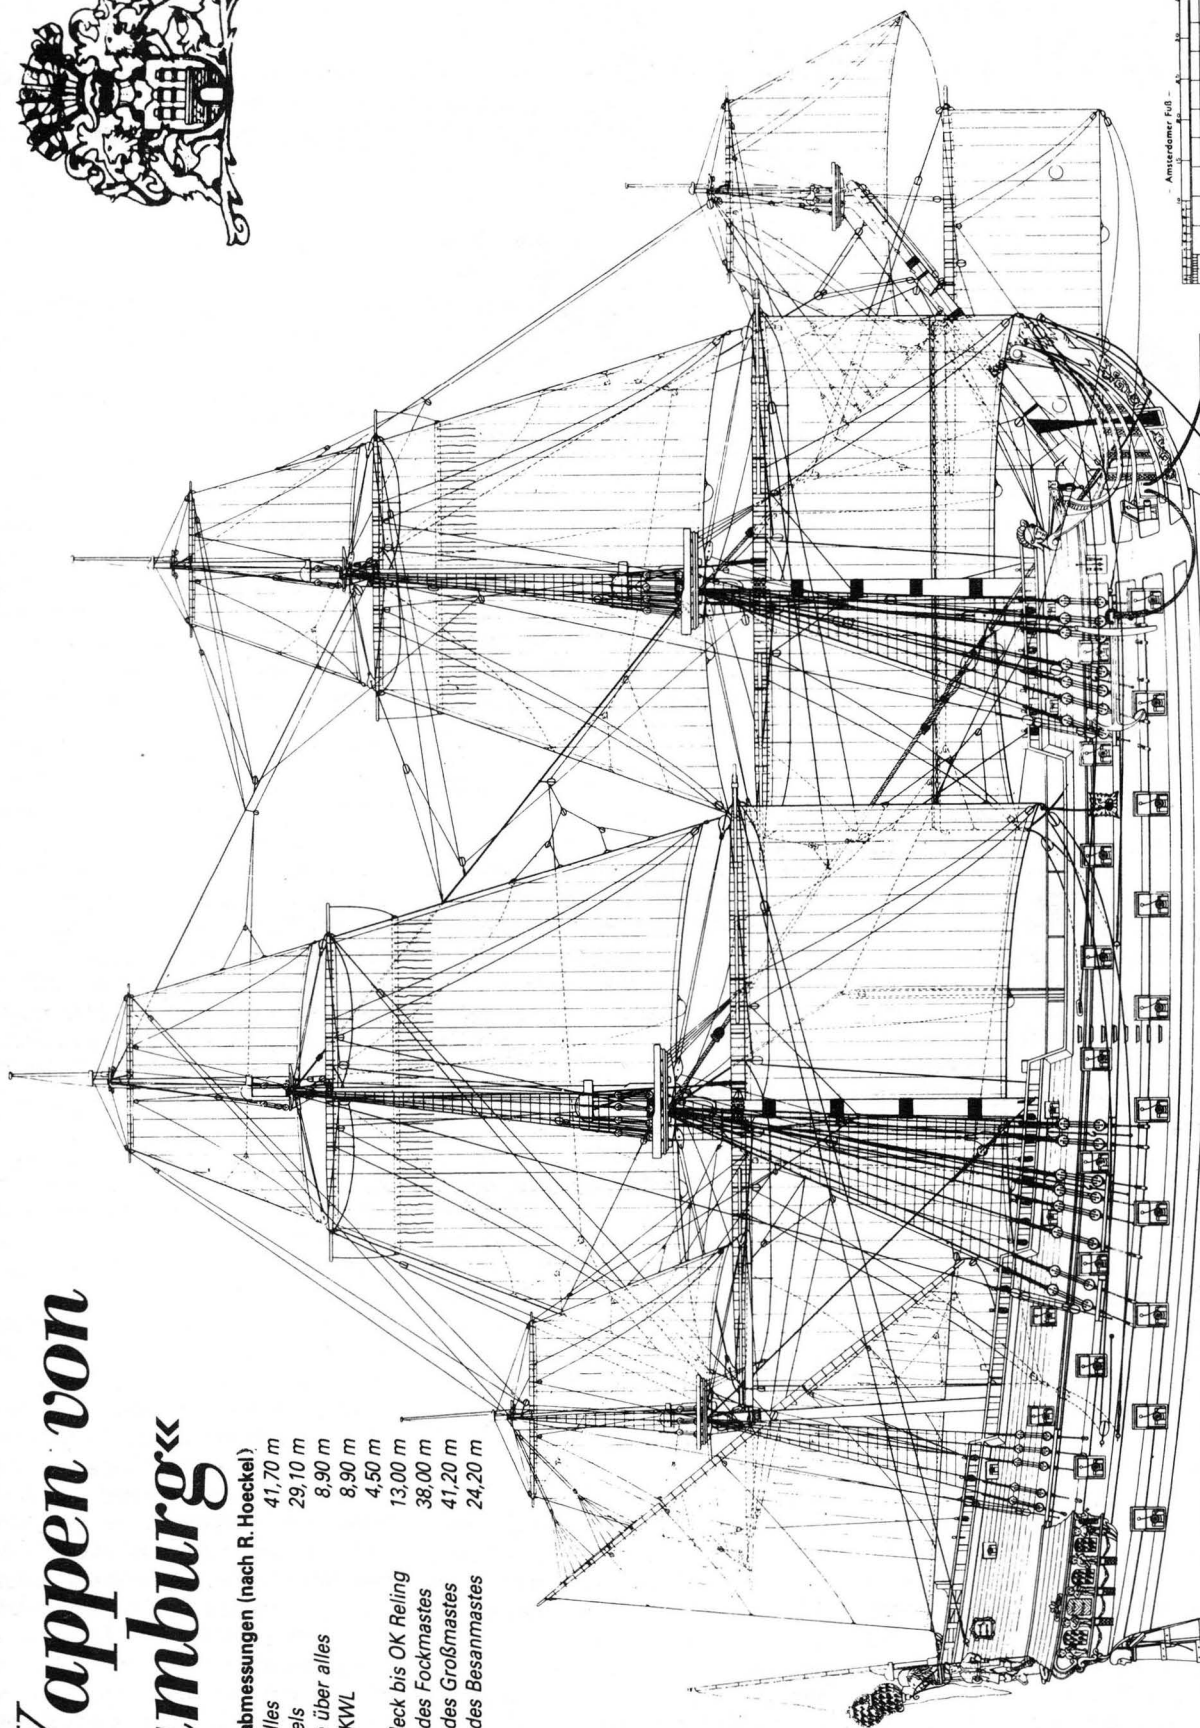 appen von
mburg«
abmessungen (nach R. Hoeckel)
lles 41,70 m
els 29,10 m
über alles 8,90 m
KWL 8,90 m
4,50 m
eck bis OK Reling 13,00 m
des Fockmastes 38,00 m
des Großmastes 41,20 m
des Besanmastes 24,20 m
- Amsterdamer Fuß -